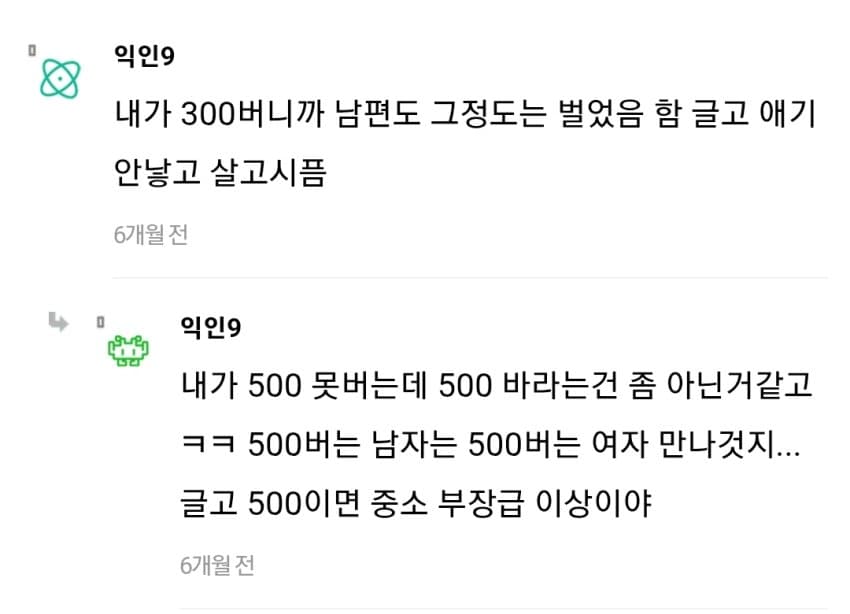 익인9
내가 300버니까 남편도 그정도는 벌었음 함 글고 애기
안낳고 살고시픔
6개월 전
익인9
내가 500 못버는데 500 바라는건 좀 아닌거같고
ㅋㅋ 500버는 남자는 500버는 여자 만나것지...
글고 500이면 중소 부장급 이상이야
6개월 전